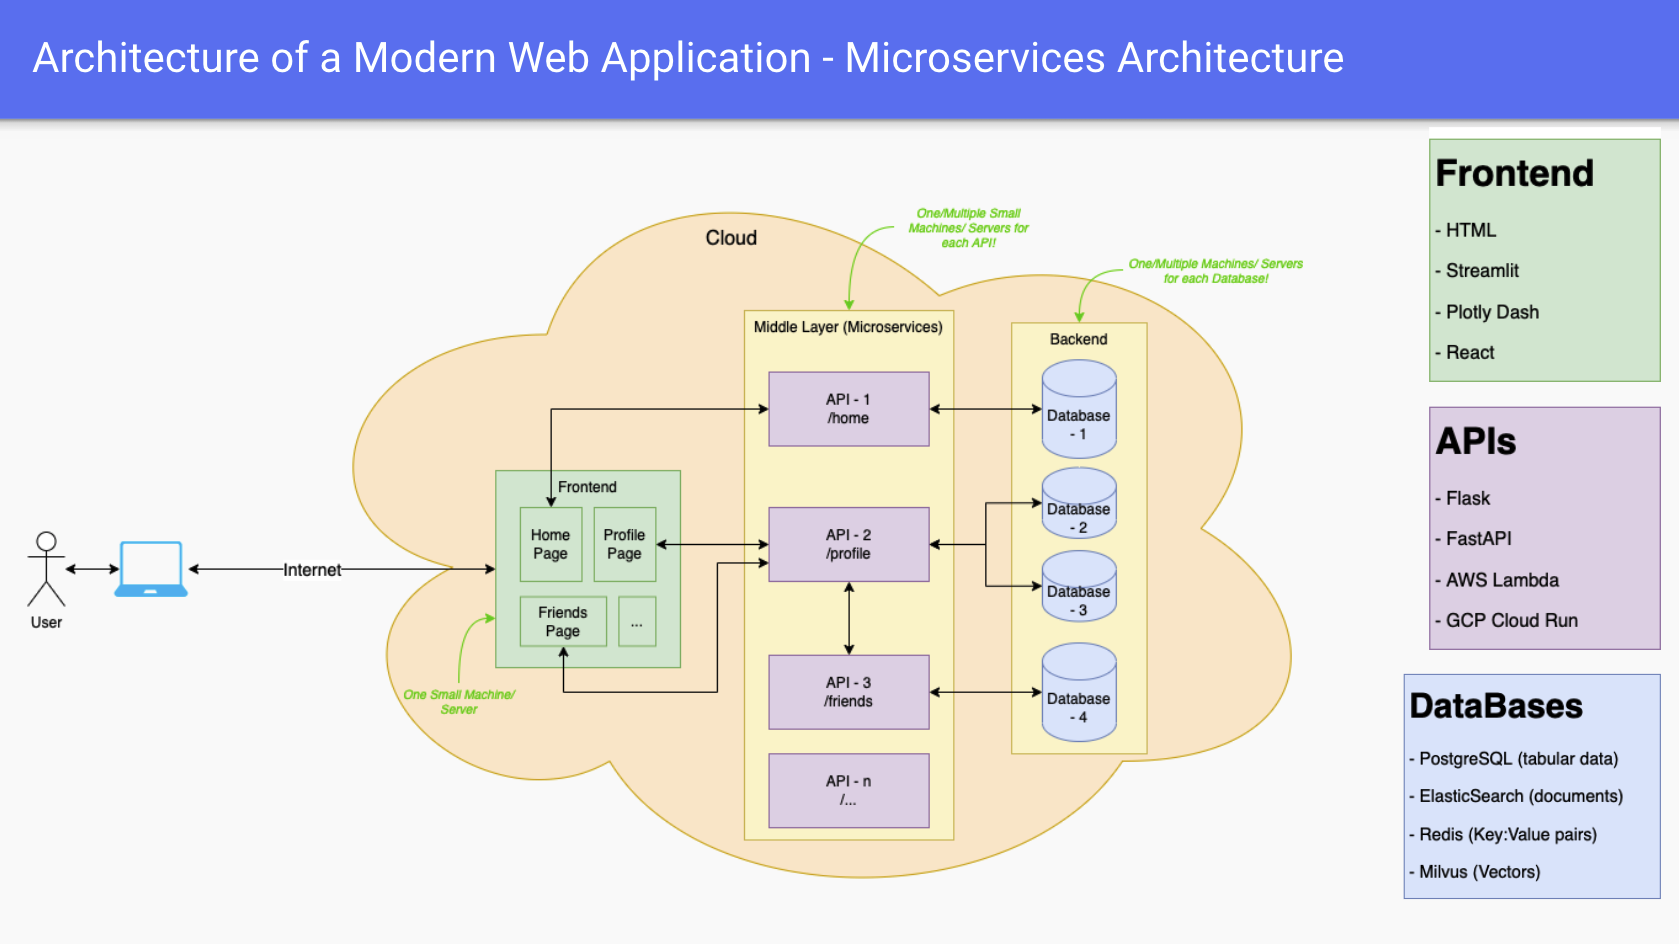 Architecture of a Modern Web Application - Microservices Architecture
Cloud
One/Multiple Small
Machines/ Servers for
each API!
One/Multiple Machines/ Servers
for each Database!
Middle Layer (Microservices)
Backend
API - 1
/home
Database
- 1
Frontend
Home
Page
Profile
Page
Friends
Page
...
API - 2
/profile
Database
- 2
Database
- 3
Internet
User
One Small Machine/
Server
API - 3
/friends
Database
- 4
API - n
/...
Frontend
- HTML
- Streamlit
- Plotly Dash
- React
APIs
- Flask
- FastAPI
- AWS Lambda
- GCP Cloud Run
DataBases
- PostgreSQL (tabular data)
- ElasticSearch (documents)
- Redis (Key:Value pairs)
- Milvus (Vectors)